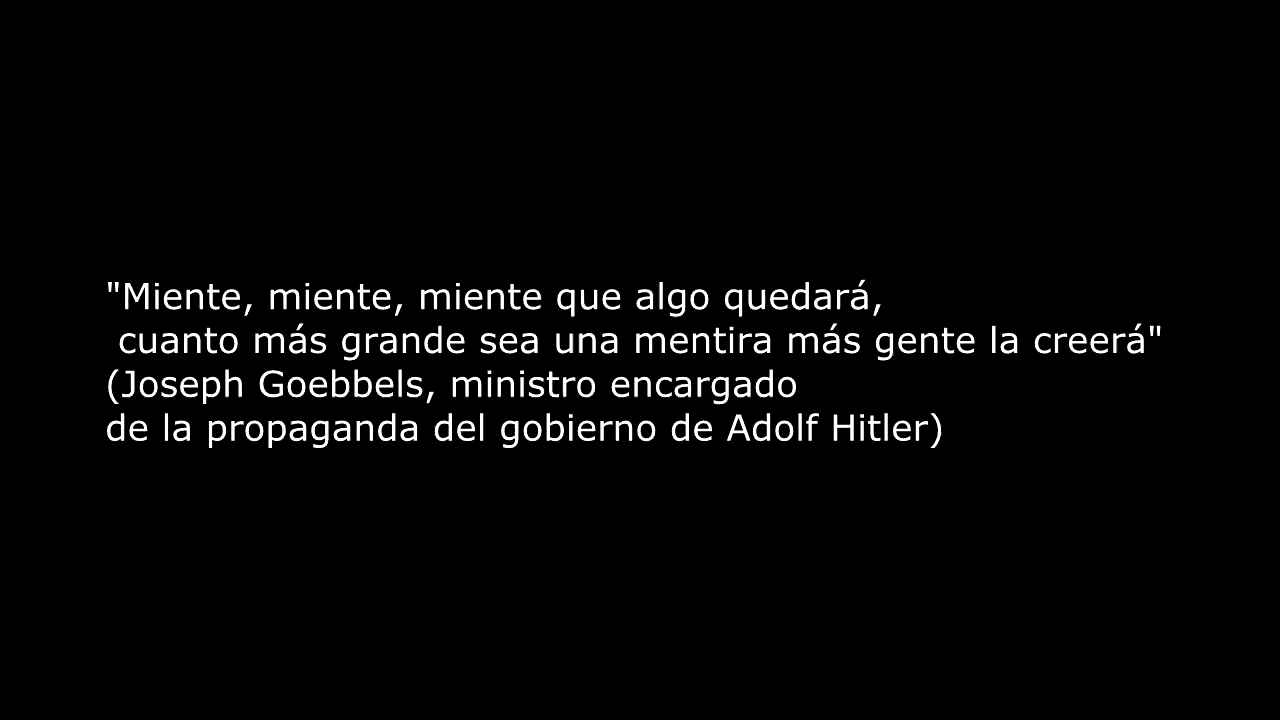 "Miente, miente, miente que algo quedará,
cuanto más grande sea una mentira más gente la creerá"
(Joseph Goebbels, ministro encargado
de la propaganda del gobierno de Adolf Hitler)